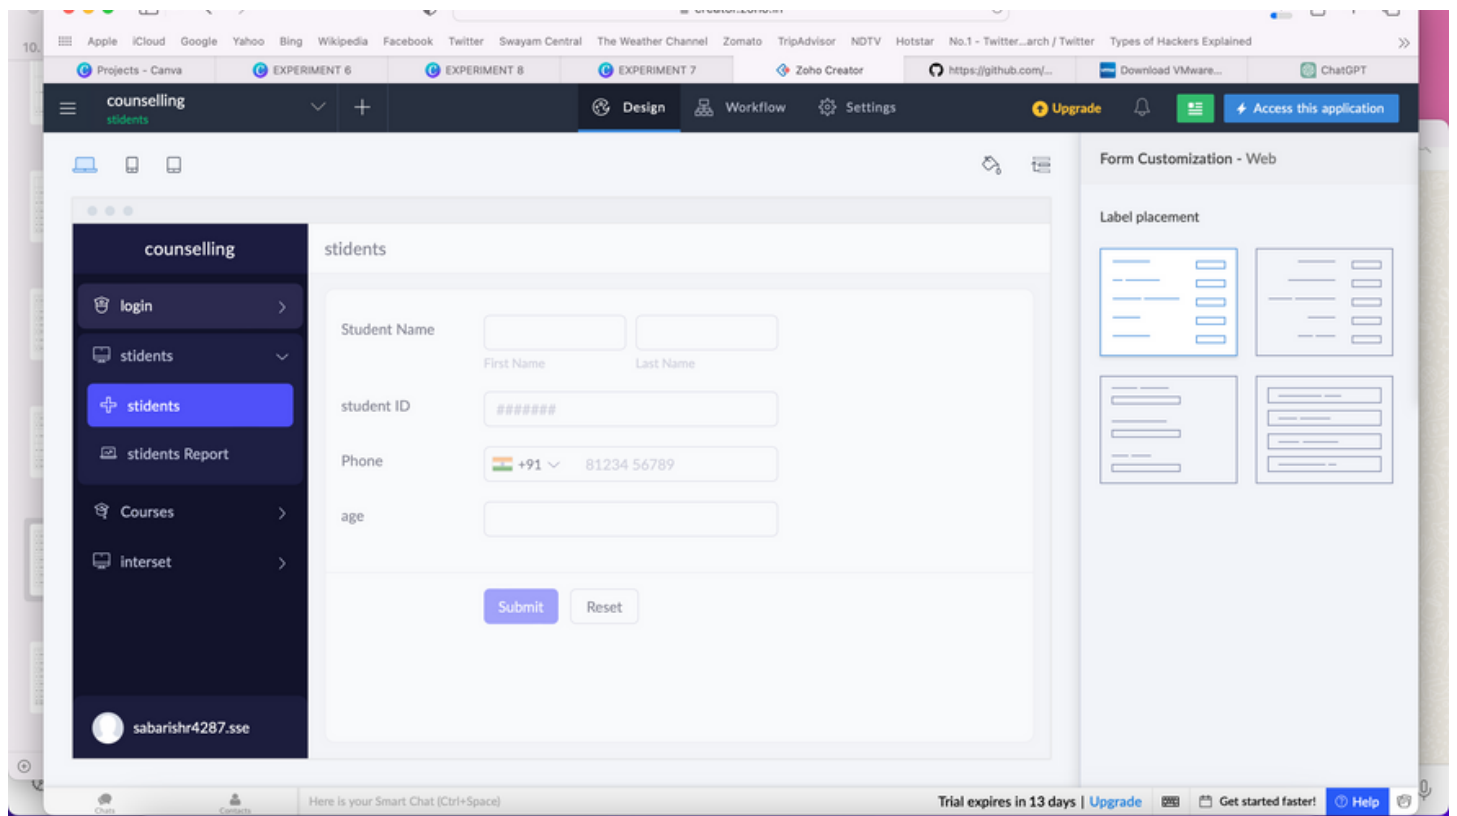 10.
Apple iCloud Google Yahoo Bing Wikipedia Facebook Twitter Swayam Central The Weather Channel Zomato TripAdvisor NDTV Hotstar No.1 - Twitter...arch / Twitter Types of Hackers Explained
Projects - Canva EXPERIMENT 6 EXPERIMENT 8 EXPERIMENT 7 Zoho Creator https://github.com/... Download VMware... ChatGPT
counselling
stidents
Design Workflow Settings Upgrade Access this application
Form Customization - Web
Label placement
counselling
login
stidents
stidents
stidents Report
Courses
interset
sabarishr4287.sse
stidents
Student Name
First Name Last Name
student ID #######
Phone +91 81234 56789
age
Submit Reset
Chats Contacts Here is your Smart Chat (Ctrl+Space) Trial expires in 13 days | Upgrade Get started faster! Help